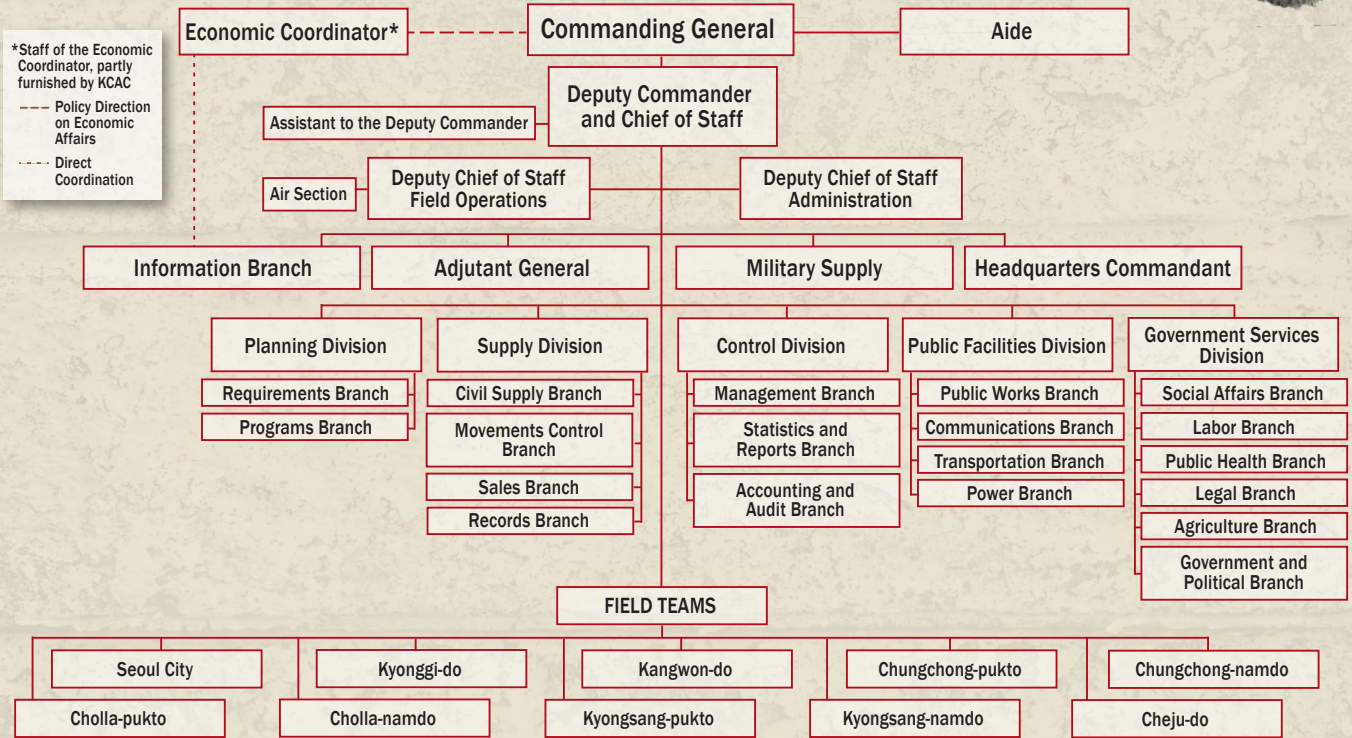 Economic Coordinator*
Commanding General
Aide
*Staff of the Economic
Coordinator, partly
furnished by KCAC
Policy Direction
on Economic
Affairs
Direct
Coordination
Deputy Commander
and Chief of Staff
Assistant to the Deputy Commander
Air Section
Deputy Chief of Staff
Field Operations
Deputy Chief of Staff
Administration
Information Branch
Adjutant General
Military Supply
Headquarters Commandant
Planning Division
Requirements Branch
Programs Branch
Supply Division
Civil Supply Branch
Movements Control
Branch
Sales Branch
Records Branch
Control Division
Management Branch
Statistics and
Reports Branch
Accounting and
Audit Branch
Public Facilities Division
Public Works Branch
Communications Branch
Transportation Branch
Power Branch
Government Services
Division
Social Affairs Branch
Labor Branch
Public Health Branch
Legal Branch
Agriculture Branch
Government and
Political Branch
FIELD TEAMS
Seoul City
Kyonggi-do
Kangwon-do
Chungchong-pukto
Chungchong-namdo
Cholla-pukto
Cholla-namdo
Kyongsang-pukto
Kyongsang-namdo
Cheju-do